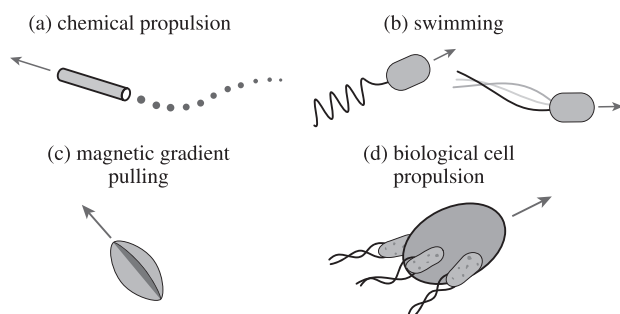 (a) chemical propulsion
(b) swimming
(c) magnetic gradient
pulling
(d) biological cell
propulsion